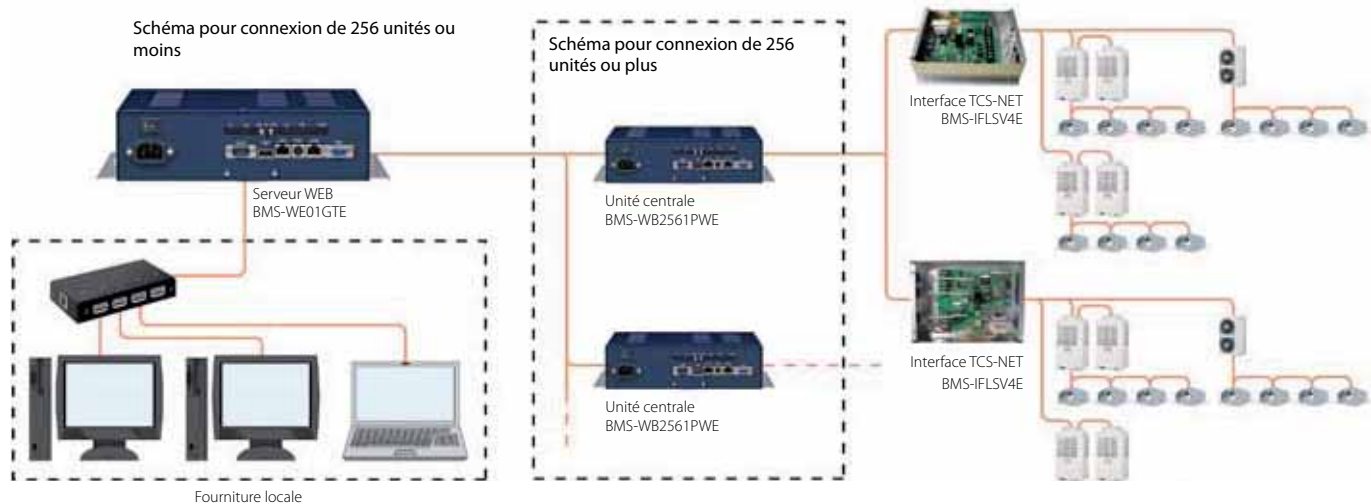 Schéma pour connexion de 256 unités ou
moins
Schéma pour connexion de 256
unités ou plus
Interface TCS-NET
BMS-IFLSV4E
Serveur WEB
BMS-WE01GTE
Unité centrale
BMS-WB2561PWE
Interface TCS-NET
BMS-IFLSV4E
Unité centrale
BMS-WB2561PWE
Fourniture locale